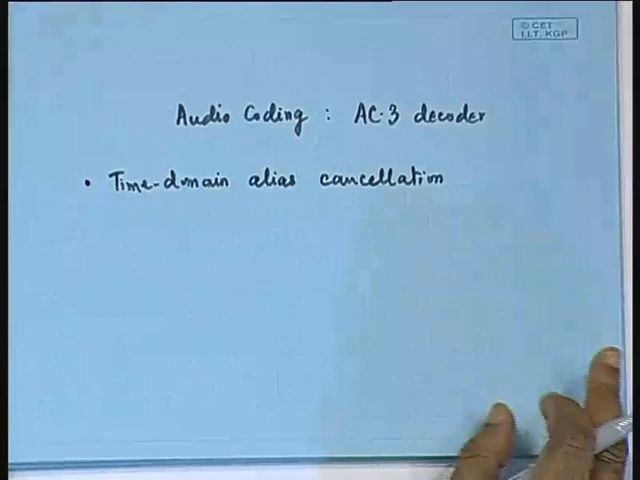 © CET
I.I.T. KGP
Audio Coding : AC-3 decoder
• Time-domain alias cancellation